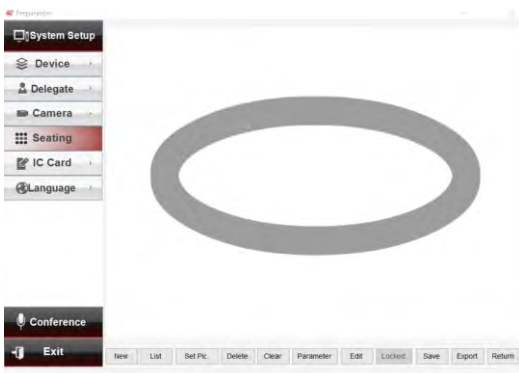 Preparation
System Setup
Device
Delegate
Camera
Seating
IC Card
Language
Conference
Exit
New List Set Pic. Delete Clear Parameter Edit Locked Save Export Return